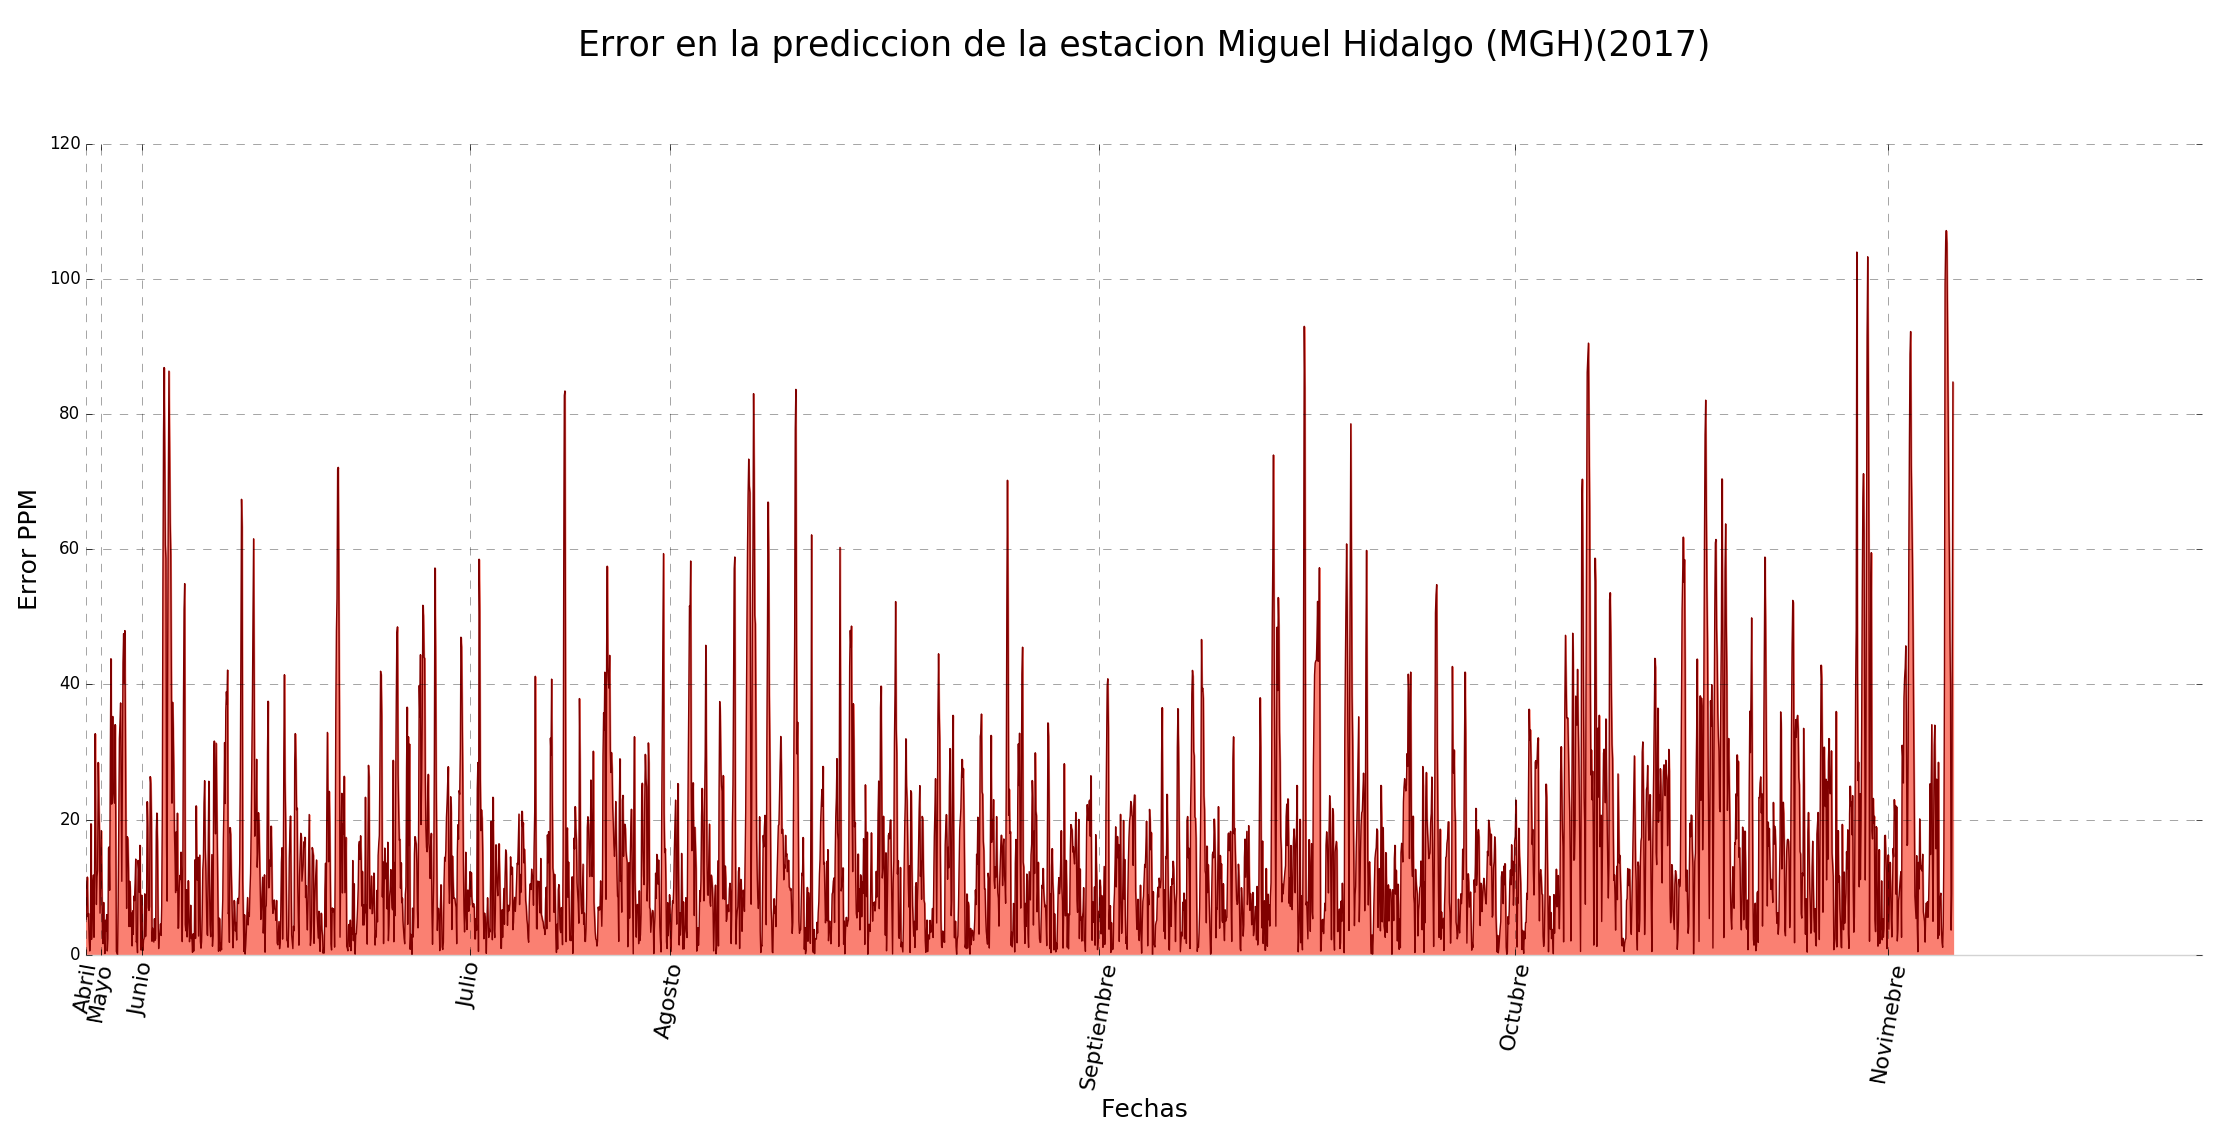 Error en la prediccion de la estacion Miguel Hidalgo (MGH)(2017)
120
100
80
60
40
20
0
Error PPM
Abril
Mayo
Junio
Julio
Agosto
Septiembre
Octubre
Novimebre
Fechas